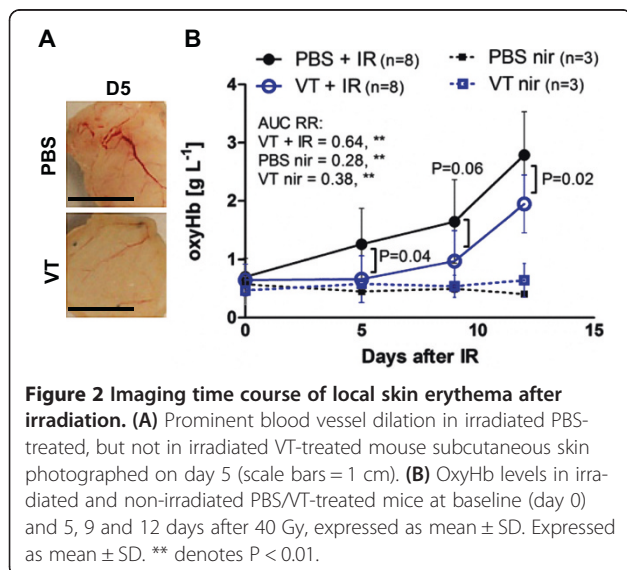 A
D5
PBS
VT
B
PBS + IR (n=8)
PBS nir (n=3)
VT + IR (n=8)
VT nir (n=3)
4
3
2
1
0
oxyHb [g L-1]
AUC RR:
VT + IR = 0.64, **
PBS nir = 0.28, **
VT nir = 0.38, **
P=0.04
P=0.06
P=0.02
0 5 10 15
Days after IR
Figure 2 Imaging time course of local skin erythema after
irradiation. (A) Prominent blood vessel dilation in irradiated PBS-
treated, but not in irradiated VT-treated mouse subcutaneous skin
photographed on day 5 (scale bars = 1 cm). (B) OxyHb levels in irra-
diated and non-irradiated PBS/VT-treated mice at baseline (day 0)
and 5, 9 and 12 days after 40 Gy, expressed as mean ± SD. Expressed
as mean ± SD. ** denotes P < 0.01.